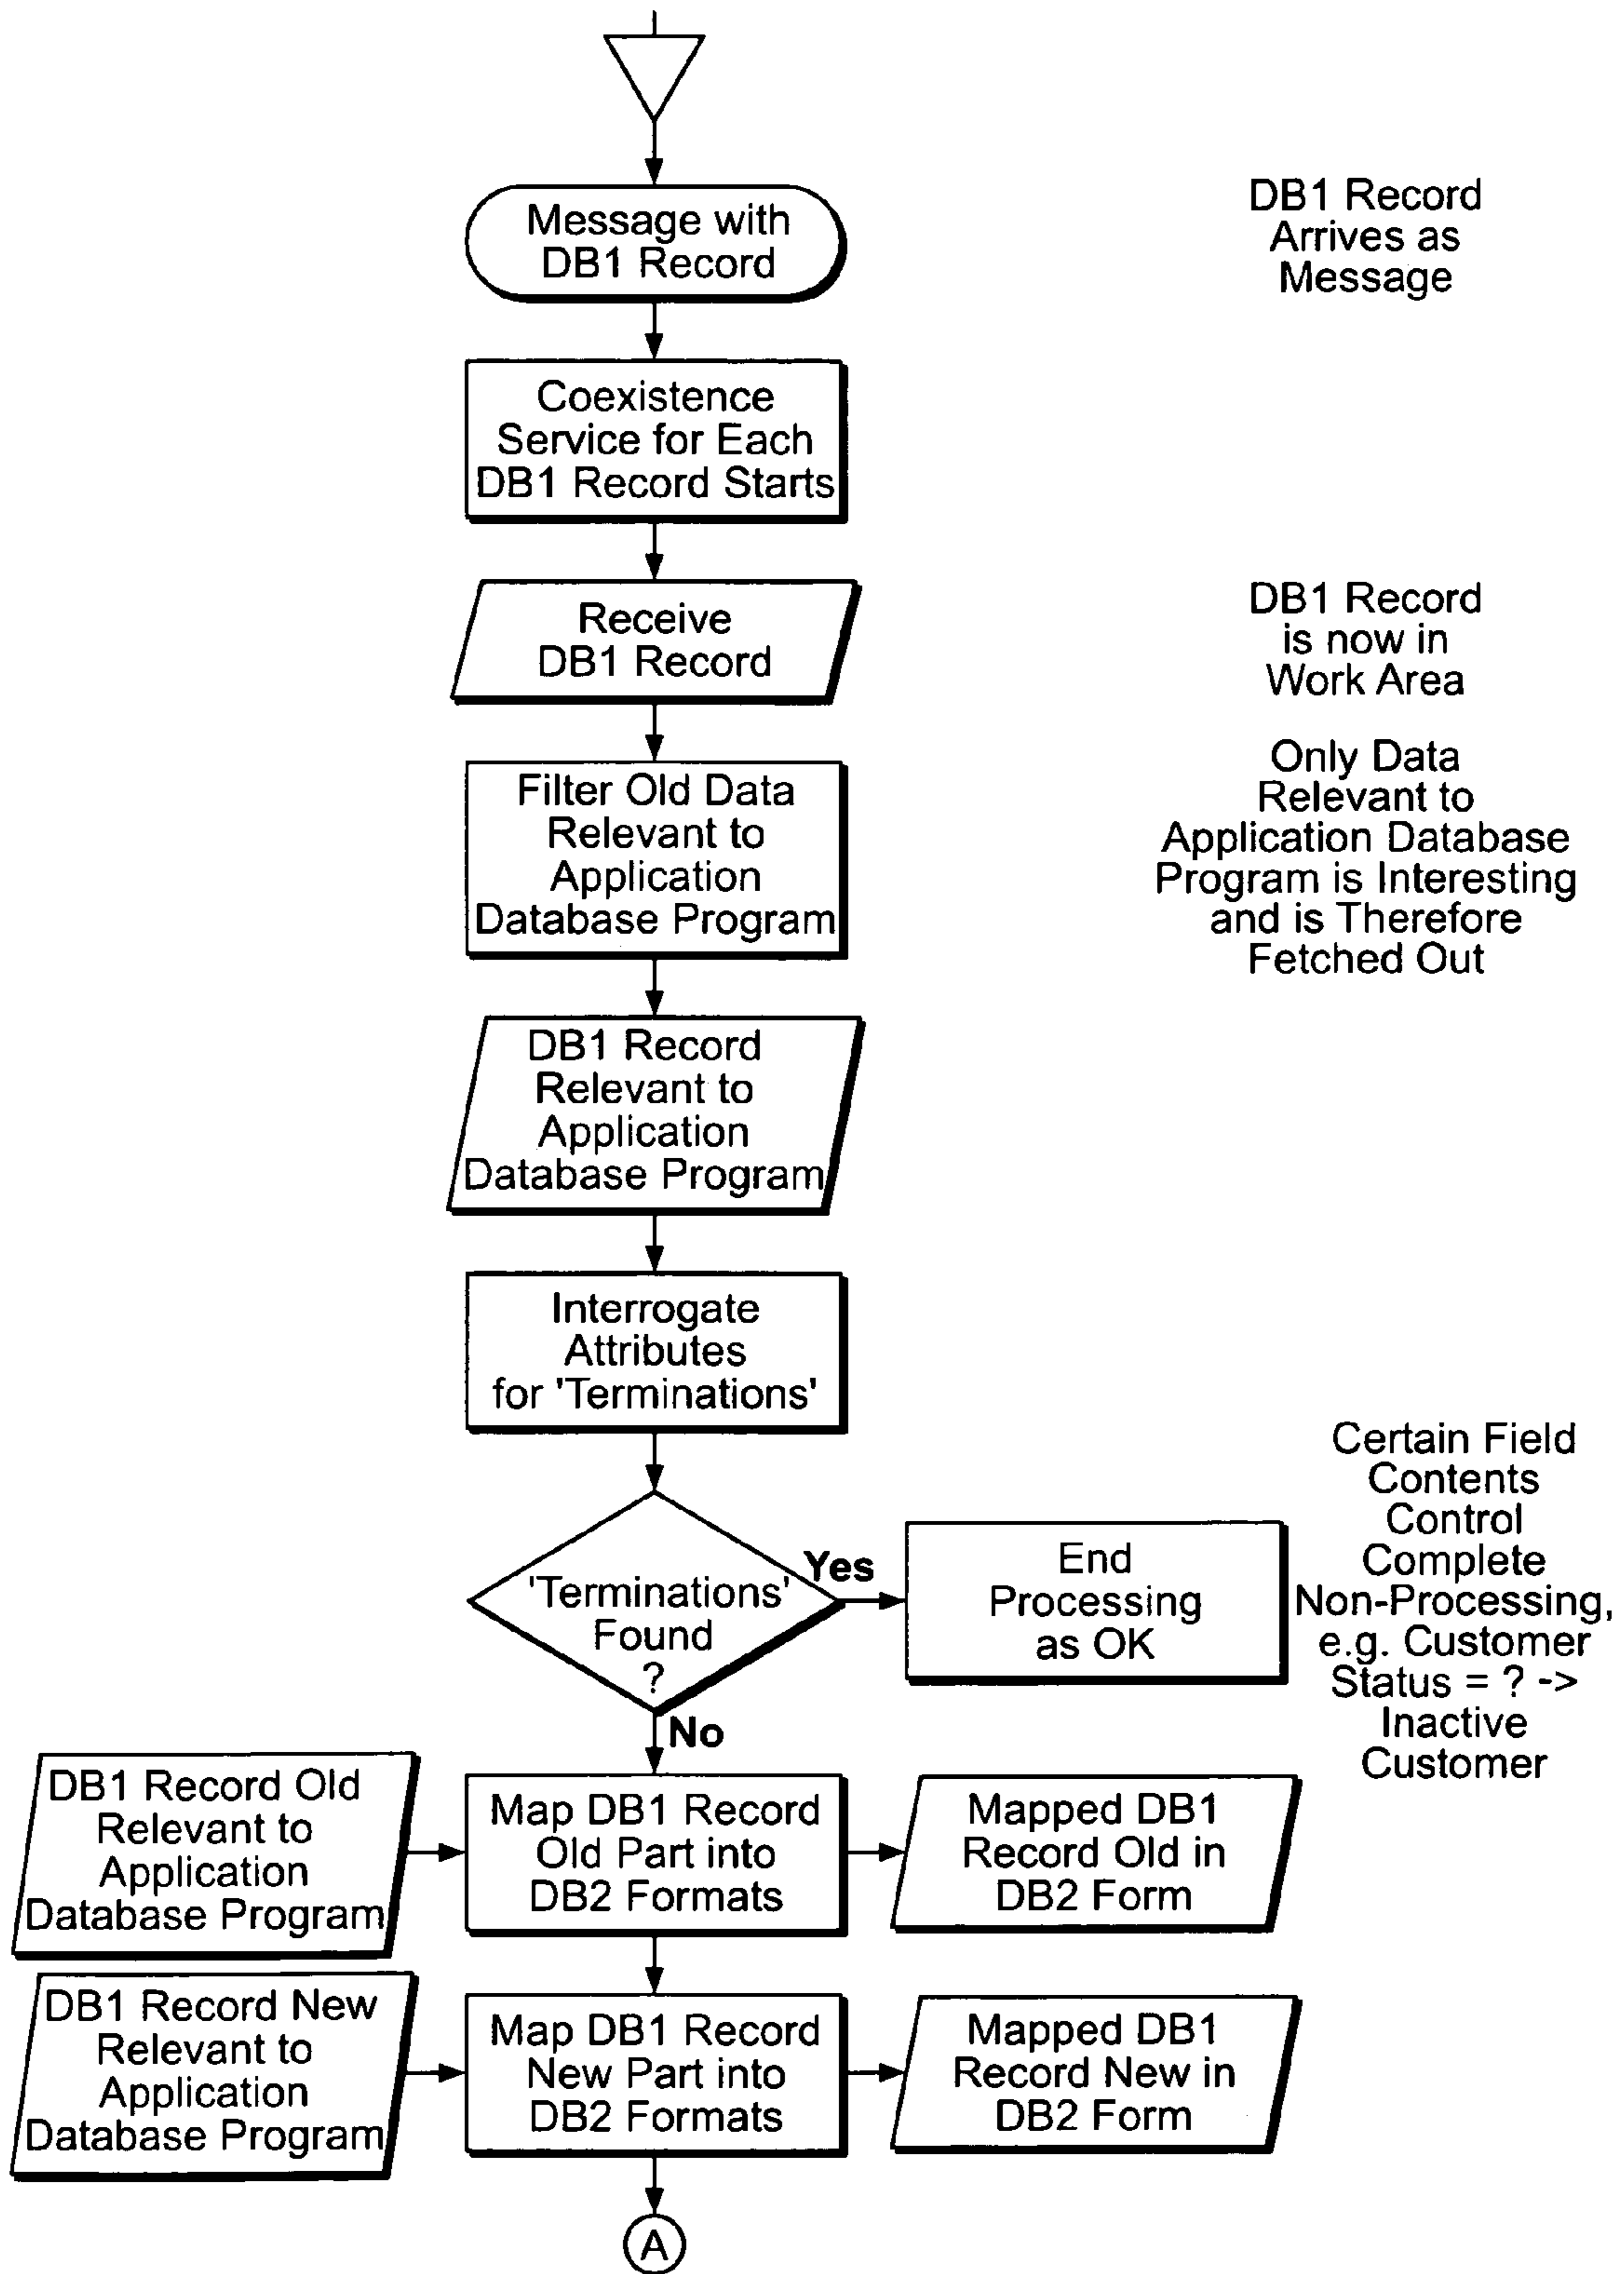 Message with
DB1 Record
DB1 Record
Arrives as
Message
Coexistence
Service for Each
DB1 Record Starts
Receive
DB1 Record
DB1 Record
is now in
Work Area
Filter Old Data
Relevant to
Application
Database Program
Only Data
Relevant to
Application Database
Program is Interesting
and is Therefore
Fetched Out
DB1 Record
Relevant to
Application
Database Program
Interrogate
Attributes
for 'Terminations'
'Terminations'
Found
?
Yes
End
Processing
as OK
Certain Field
Contents
Control
Complete
Non-Processing,
e.g. Customer
Status = ? ->
Inactive
Customer
No
DB1 Record Old
Relevant to
Application
Database Program
Map DB1 Record
Old Part into
DB2 Formats
Mapped DB1
Record Old in
DB2 Form
DB1 Record New
Relevant to
Application
Database Program
Map DB1 Record
New Part into
DB2 Formats
Mapped DB1
Record New in
DB2 Form
A